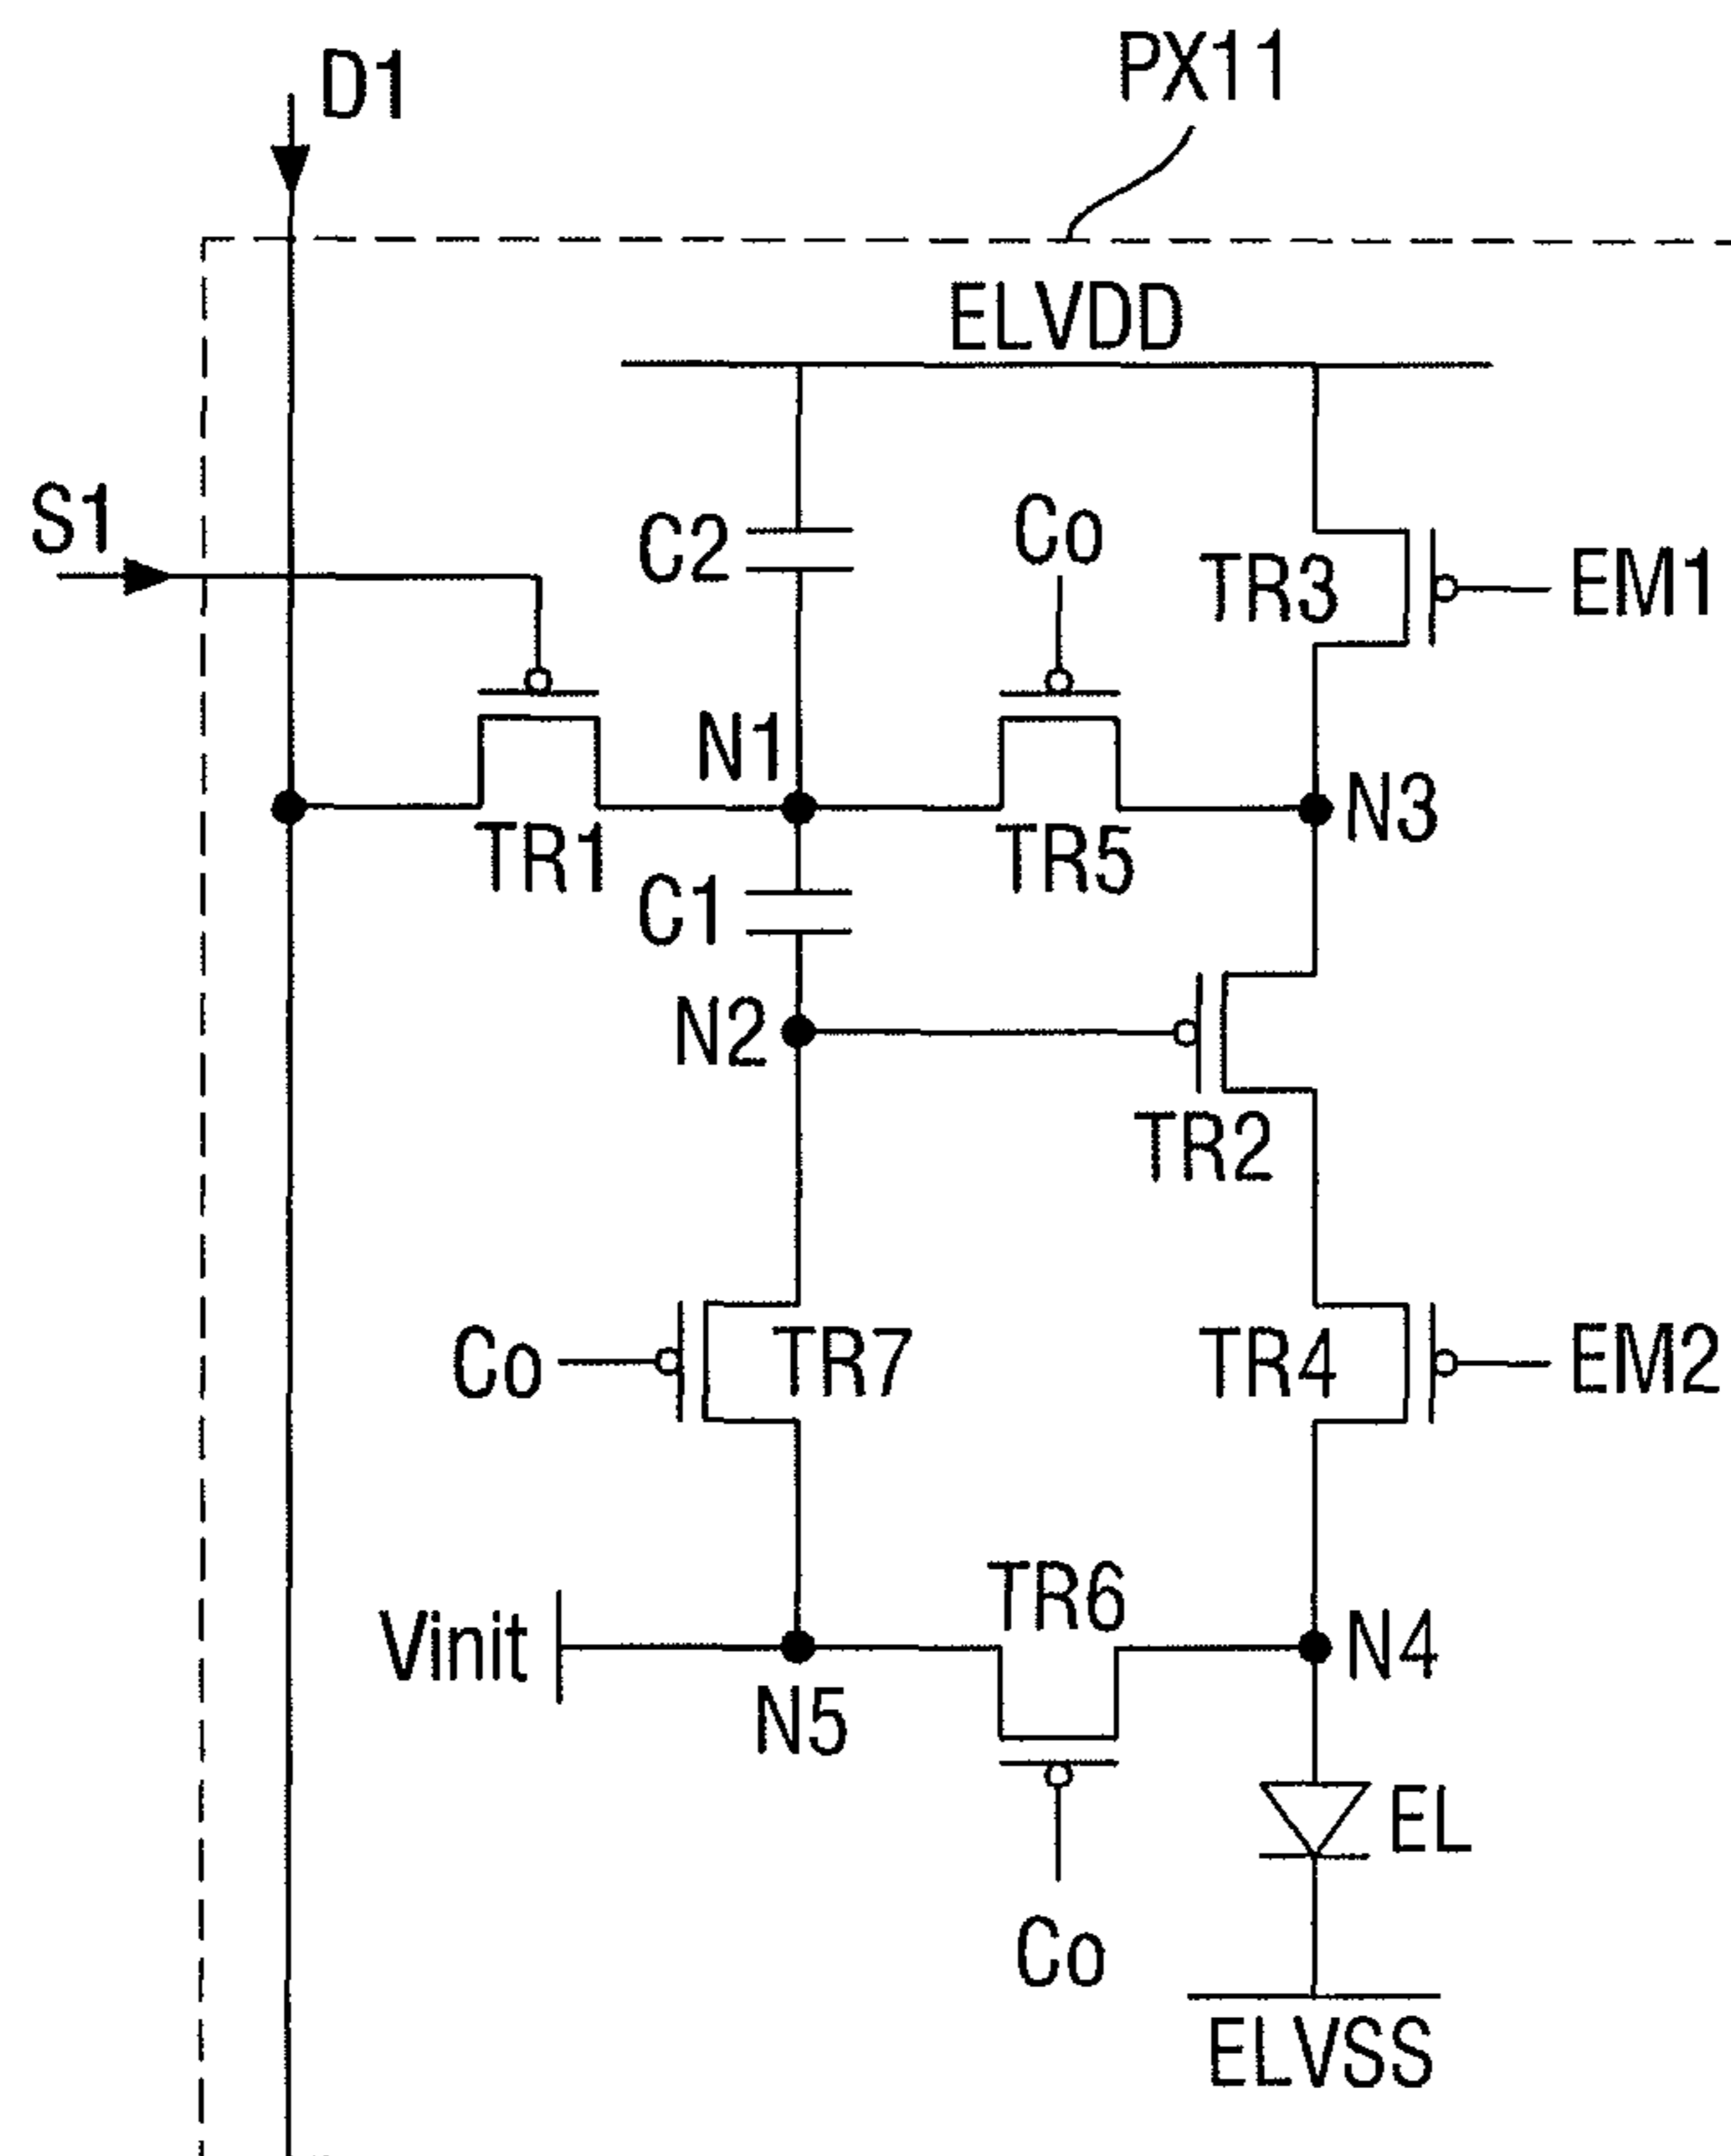 D1
PX11
ELVDD
S1
C2
Co
TR3
EM1
N1
N3
TR1
TR5
C1
N2
TR2
Co
TR7
TR4
EM2
TR6
Vinit
N4
N5
EL
Co
ELVSS